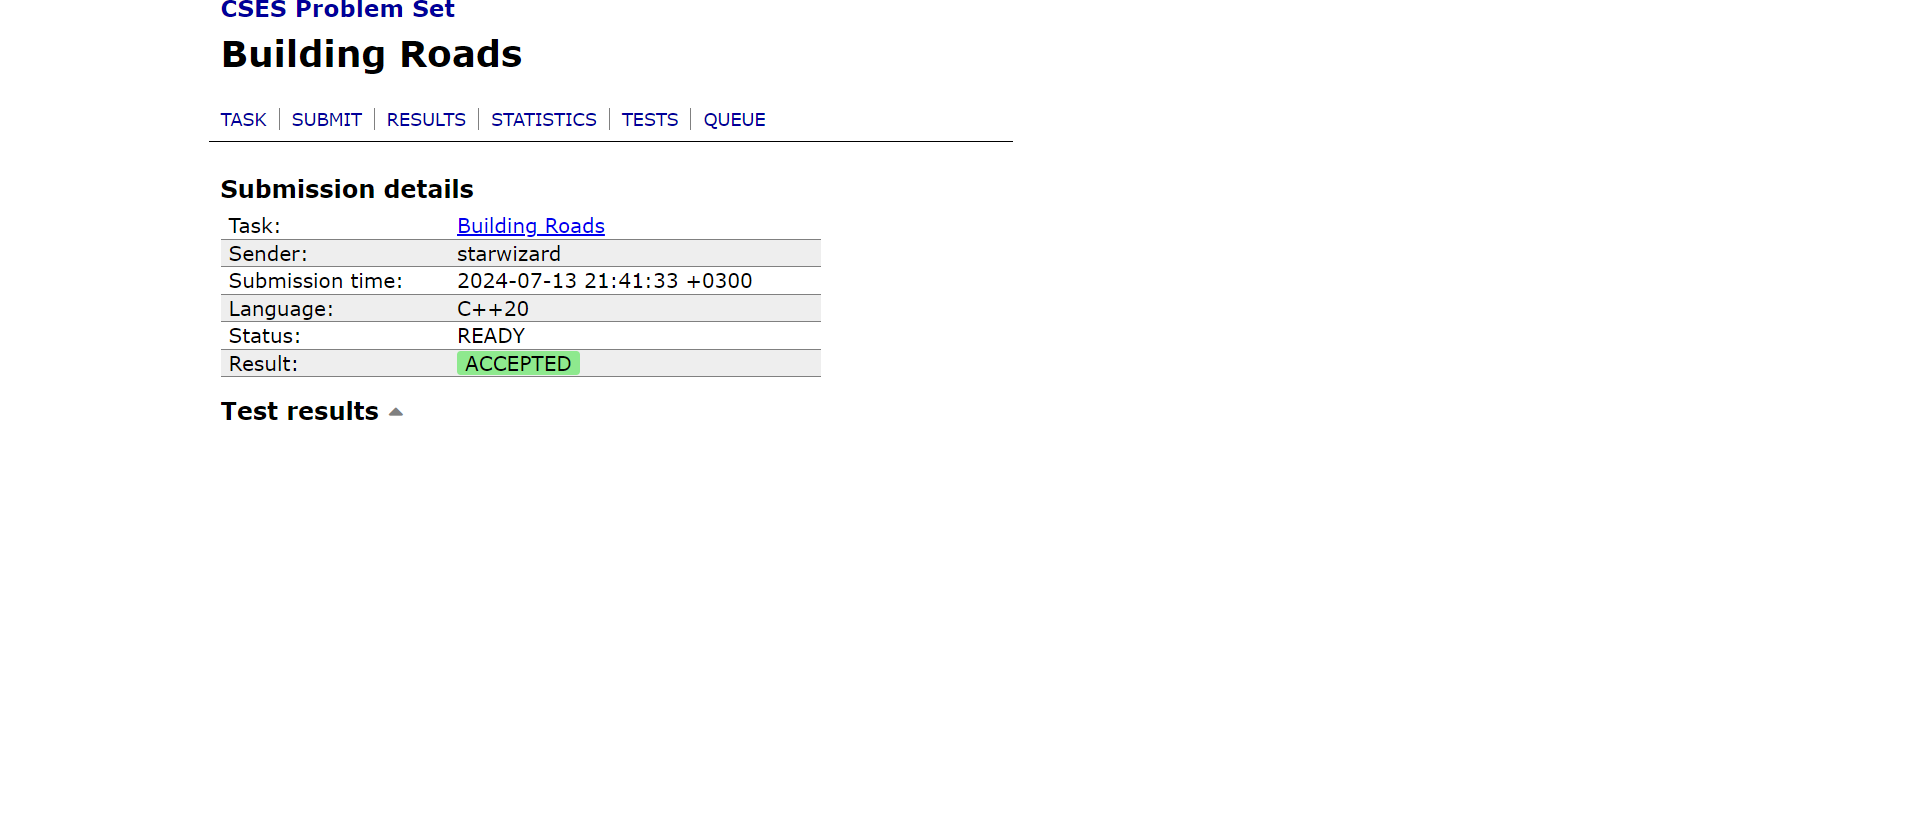 CSES Problem Set
Building Roads
TASK SUBMIT RESULTS STATISTICS TESTS QUEUE
Submission details
Task: Building Roads
Sender: starwizard
Submission time: 2024-07-13 21:41:33 +0300
Language: C++20
Status: READY
Result: ACCEPTED
Test results